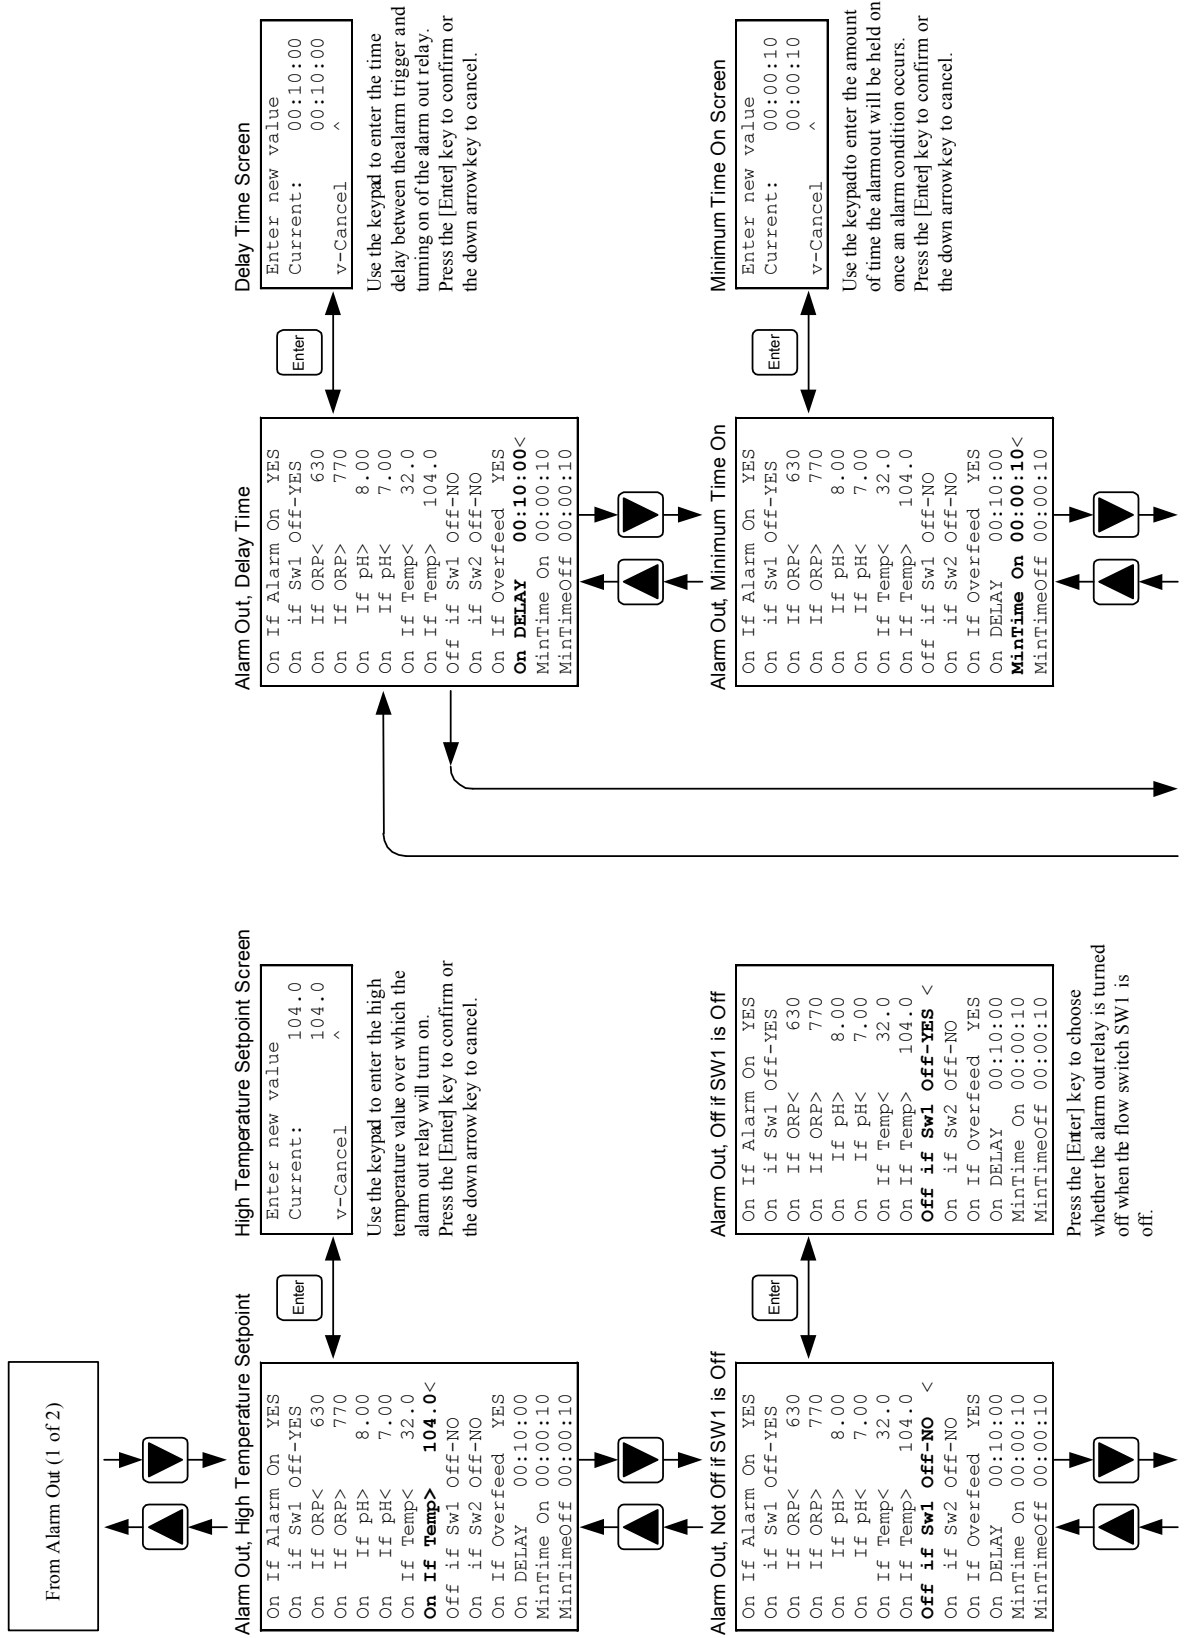 From Alarm Out (1 of 2)
Alarm Out, High Temperature Setpoint
On If Alarm On YES
On if Sw1 Off-YES
On If ORP< 630
On If ORP> 770
On If pH> 8.00
On If pH< 7.00
On If Temp< 32.0
On If Temp> 104.0<
Off if Sw1 Off-NO
On if Sw2 Off-NO
On If Overfeed YES
On DELAY 00:10:00
MinTime On 00:00:10
MinTimeOff 00:00:10
Enter
High Temperature Setpoint Screen
Enter new value
Current: 104.0
104.0
v-Cancel ^
Use the keypad to enter the high
temperature value over which the
alarm out relay will turn on.
Press the [Enter] key to confirm or
the down arrow key to cancel.
Alarm Out, Not Off if SW1 is Off
On If Alarm On YES
On if Sw1 Off-YES
On If ORP< 630
On If ORP> 770
On If pH> 8.00
On If pH< 7.00
On If Temp< 32.0
On If Temp> 104.0
Off if Sw1 Off-NO <
On if Sw2 Off-NO
On If Overfeed YES
On DELAY 00:10:00
MinTime On 00:00:10
MinTimeOff 00:00:10
Enter
Alarm Out, Off if SW1 is Off
On If Alarm On YES
On if Sw1 Off-YES
On If ORP< 630
On If ORP> 770
On If pH> 8.00
On If pH< 7.00
On If Temp< 32.0
On If Temp> 104.0
Off if Sw1 Off-YES <
On if Sw2 Off-NO
On If Overfeed YES
On DELAY 00:10:00
MinTime On 00:00:10
MinTimeOff 00:00:10
Press the [Enter] key to choose
whether the alarm out relay is turned
off when the flow switch SW1 is
off.
Alarm Out, Delay Time
On If Alarm On YES
On if Sw1 Off-YES
On If ORP< 630
On If ORP> 770
On If pH> 8.00
On If pH< 7.00
On If Temp< 32.0
On If Temp> 104.0
Off if Sw1 Off-NO
On if Sw2 Off-NO
On If Overfeed YES
On DELAY 00:10:00<
MinTime On 00:00:10
MinTimeOff 00:00:10
Enter
Delay Time Screen
Enter new value
Current: 00:10:00
00:10:00
v-Cancel ^
Use the keypad to enter the time
delay between the alarm trigger and
turning on of the alarm out relay.
Press the [Enter] key to confirm or
the down arrow key to cancel.
Alarm Out, Minimum Time On
On If Alarm On YES
On if Sw1 Off-YES
On If ORP< 630
On If ORP> 770
On If pH> 8.00
On If pH< 7.00
On If Temp< 32.0
On If Temp> 104.0
Off if Sw1 Off-NO
On if Sw2 Off-NO
On If Overfeed YES
On DELAY 00:10:00
MinTime On 00:00:10<
MinTimeOff 00:00:10
Enter
Minimum Time On Screen
Enter new value
Current: 00:00:10
00:00:10
v-Cancel ^
Use the keypad to enter the amount
of time the alarm out will be held on
once an alarm condition occurs.
Press the [Enter] key to confirm or
the down arrow key to cancel.